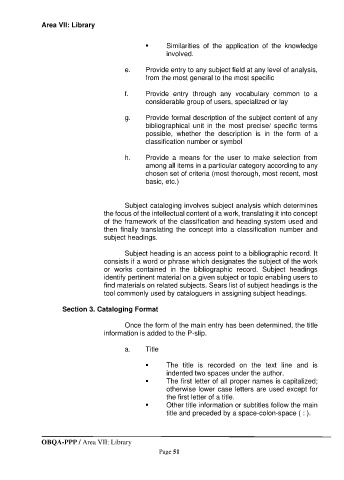 Area VII: Library
▪ Similarities of the application of the knowledge
involved.
e. Provide entry to any subject field at any level of analysis,
from the most general to the most specific
f. Provide entry through any vocabulary common to a
considerable group of users, specialized or lay
g. Provide formal description of the subject content of any
bibliographical unit in the most precise/ specific terms
possible, whether the description is in the form of a
classification number or symbol
h. Provide a means for the user to make selection from
among all items in a particular category according to any
chosen set of criteria (most thorough, most recent, most
basic, etc.)
Subject cataloging involves subject analysis which determines
the focus of the intellectual content of a work, translating it into concept
of the framework of the classification and heading system used and
then finally translating the concept into a classification number and
subject headings.
Subject heading is an access point to a bibliographic record. It
consists if a word or phrase which designates the subject of the work
or works contained in the bibliographic record. Subject headings
identify pertinent material on a given subject or topic enabling users to
find materials on related subjects. Sears list of subject headings is the
tool commonly used by cataloguers in assigning subject headings.
Section 3. Cataloging Format
Once the form of the main entry has been determined, the title
information is added to the P-slip.
a. Title
▪ The title is recorded on the text line and is
indented two spaces under the author.
▪ The first letter of all proper names is capitalized;
otherwise lower case letters are used except for
the first letter of a title.
▪ Other title information or subtitles follow the main
title and preceded by a space-colon-space ( : ).
OBQA-PPP / Area VII: Library
Page 51